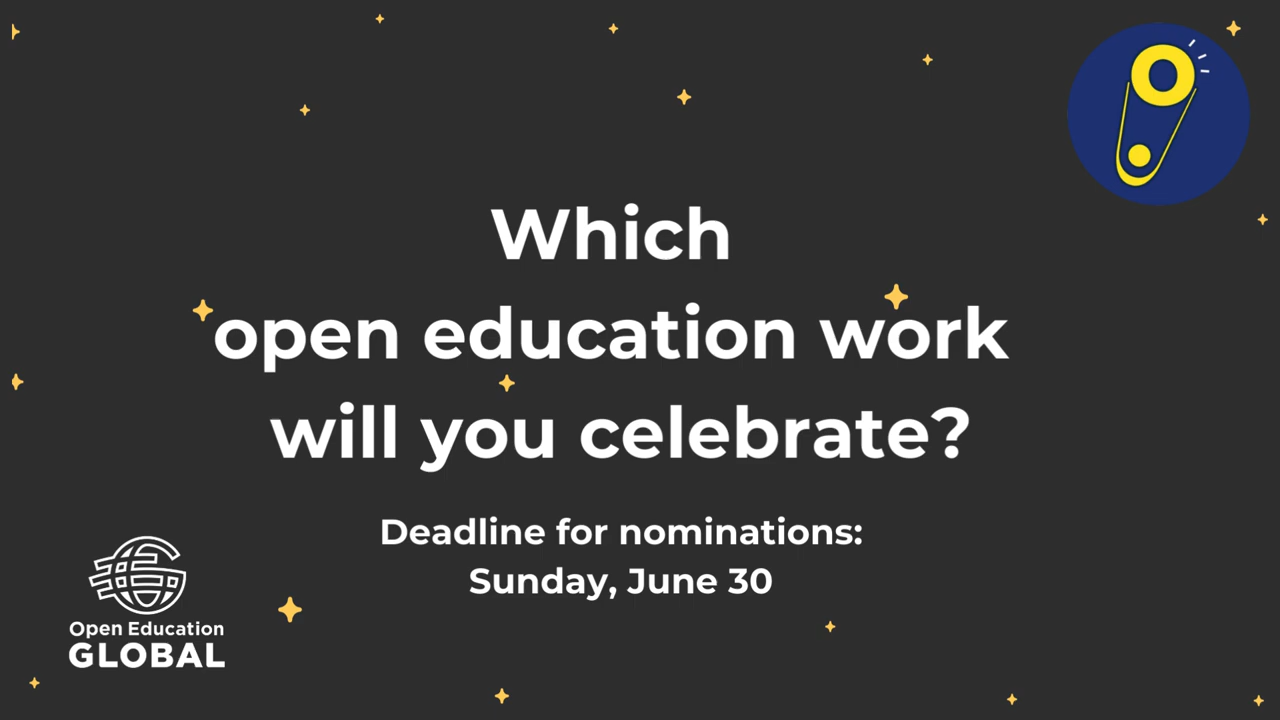 Which
open education work
will you celebrate?
Deadline for nominations:
Sunday, June 30
Open Education
GLOBAL